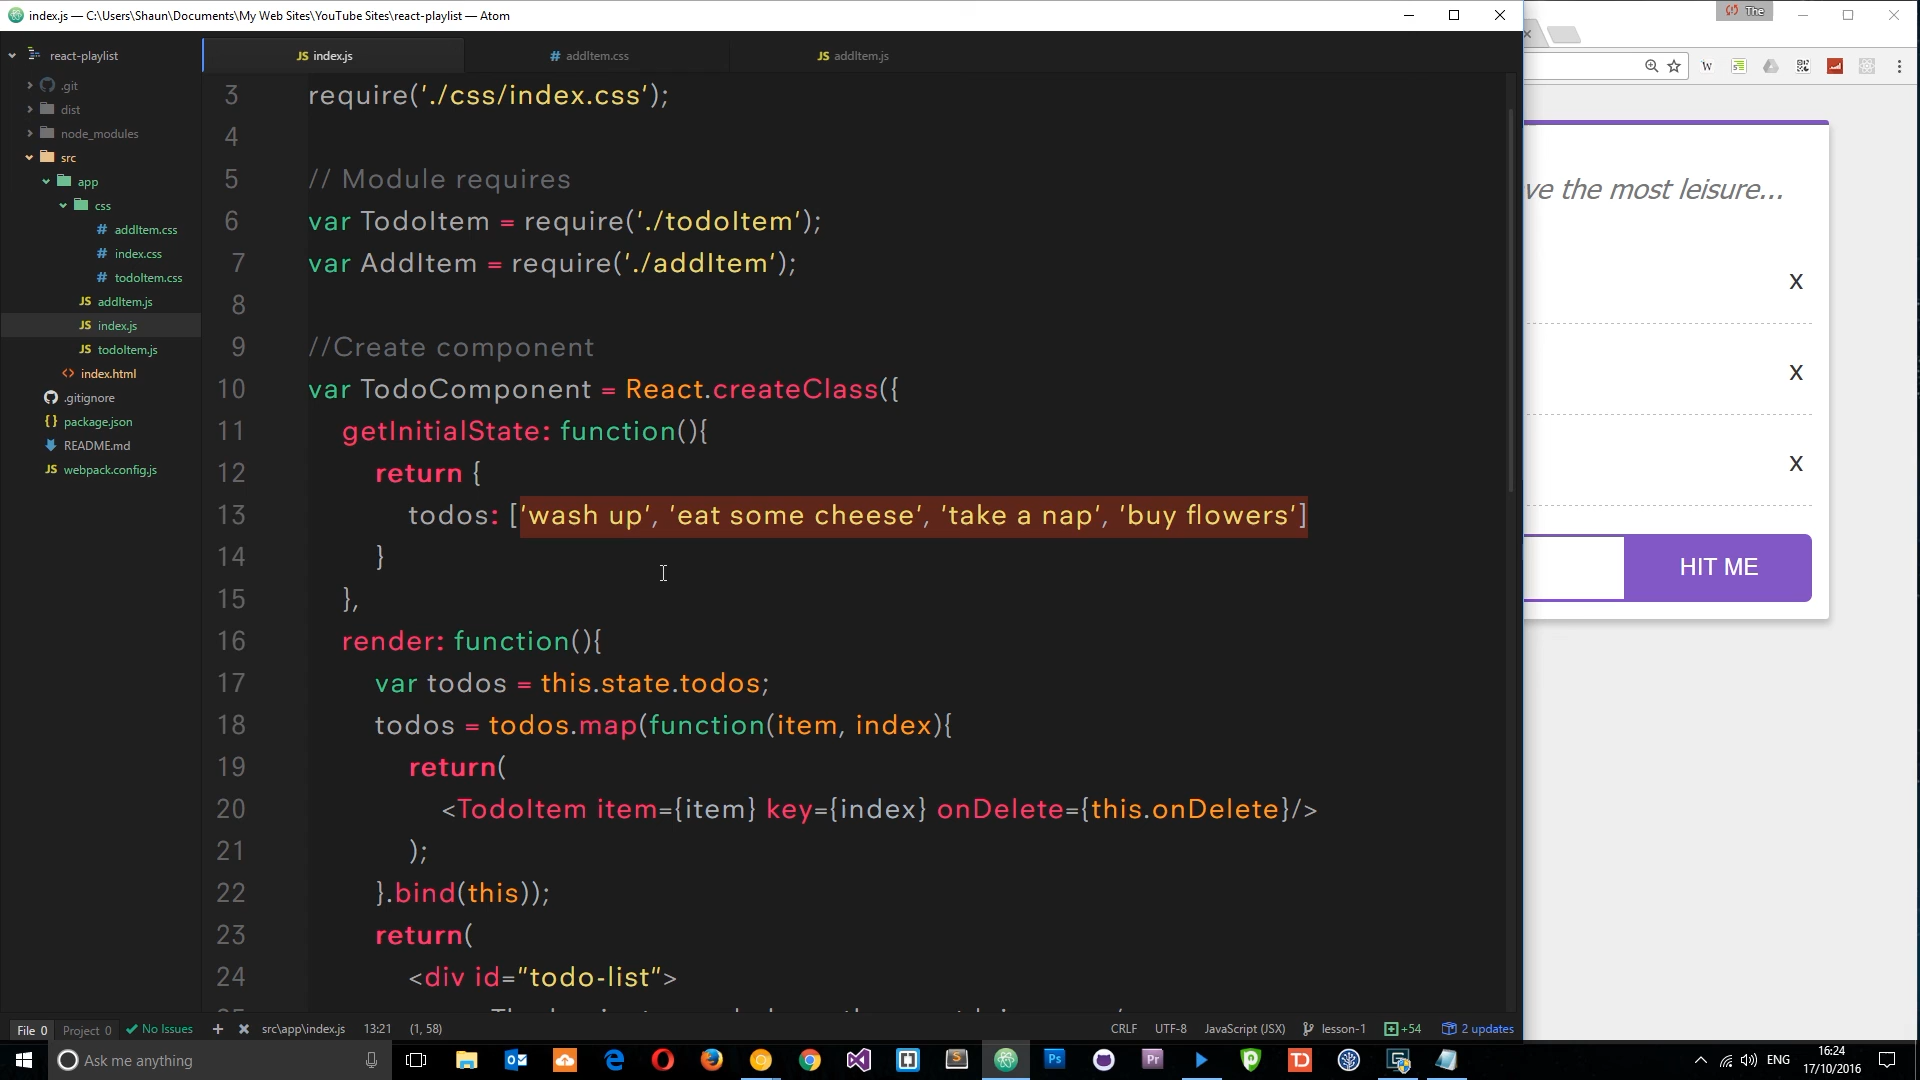 index.js — C:\Users\Shaun\Documents\My Web Sites\YouTube Sites\react-playlist — Atom
The
react-playlist
.git
dist
node_modules
src
app
css
addItem.css
index.css
todoItem.css
addItem.js
index.js
todoItem.js
index.html
.gitignore
package.json
README.md
webpack.config.js
index.js
addItem.css
addItem.js
3 require('./css/index.css');
4
5 // Module requires
6 var TodoItem = require('./todoItem');
7 var AddItem = require('./addItem');
8
9 //Create component
10 var TodoComponent = React.createClass({
11 getInitialState: function(){
12 return {
13 todos: ['wash up', 'eat some cheese', 'take a nap', 'buy flowers']
14 }
15 },
16 render: function(){
17 var todos = this.state.todos;
18 todos = todos.map(function(item, index){
19 return(
20 <TodoItem item={item} key={index} onDelete={this.onDelete}/>
21 );
22 }.bind(this));
23 return(
24 <div id="todo-list">
ve the most leisure...
x
x
x
HIT ME
File 0 Project 0 No Issues + src\app\index.js 13:21 (1, 58)
CRLF UTF-8 JavaScript (JSX) lesson-1 +54 2 updates
Ask me anything
ENG
16:24
17/10/2016